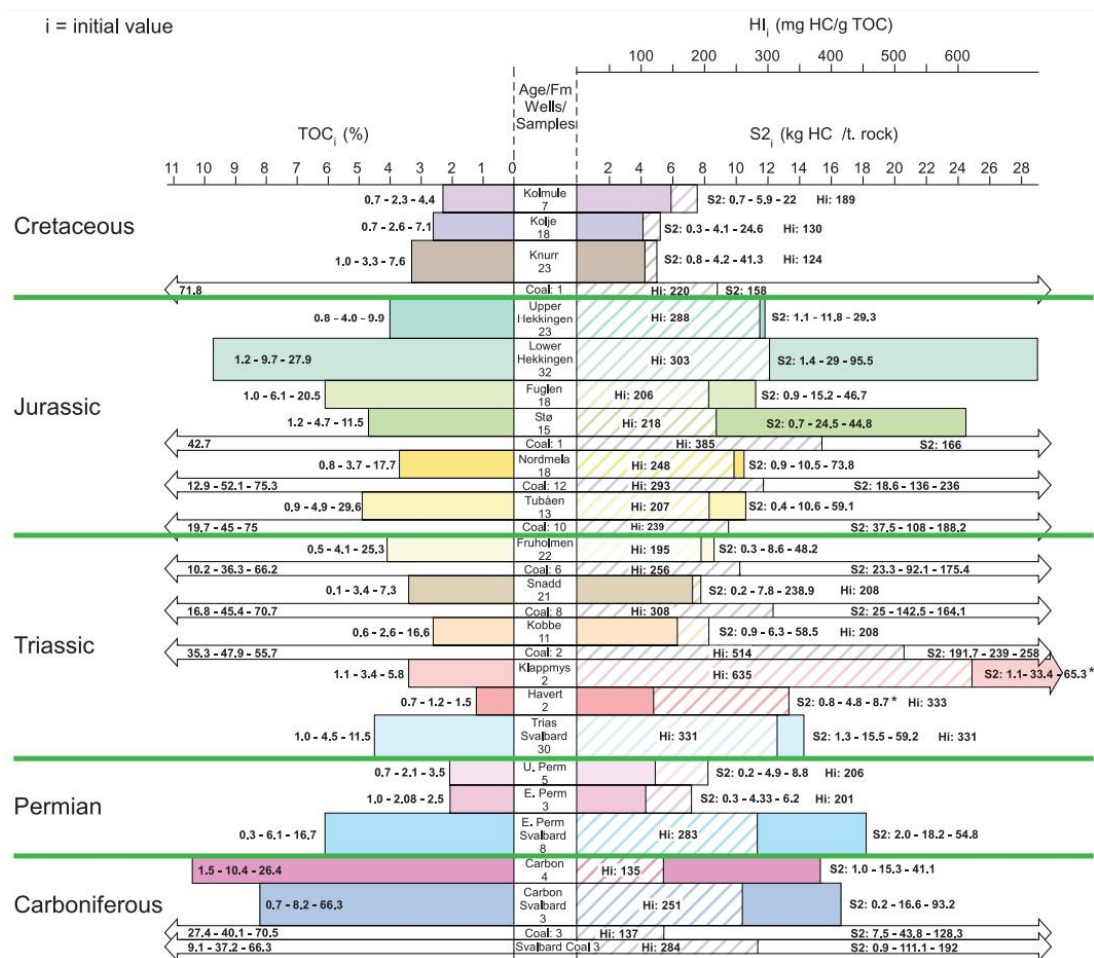 i = initial value
HIi (mg HC/g TOC)
100 200 300 400 500 600
Age/Fm
Wells/
Samples
TOCi (%)
S2i (kg HC /t. rock)
11 10 9 8 7 6 5 4 3 2 1 0
2 4 6 8 10 12 14 16 18 20 22 24 26 28
Cretaceous
0.7 - 2.3 - 4.4
Kolmule
7
S2: 0.7 - 5.9 - 22 Hi: 189
0.7 - 2.6 - 7.1
Kolje
18
S2: 0.3 - 4.1 - 24.6 Hi: 130
1.0 - 3.3 - 7.6
Knurr
23
S2: 0.8 - 4.2 - 41.3 Hi: 124
71.8 Coal: 1 Hi: 220 S2: 158
Jurassic
0.8 - 4.0 - 9.9
Upper
Hekkingen
23
Hi: 288 S2: 1.1 - 11.8 - 29.3
1.2 - 9.7 - 27.9
Lower
Hekkingen
32
Hi: 303 S2: 1.4 - 29 - 95.5
1.0 - 6.1 - 20.5
Fuglen
18
Hi: 206 S2: 0.9 - 15.2 - 46.7
1.2 - 4.7 - 11.5
Stø
15
Hi: 218 S2: 0.7 - 24.5 - 44.8
42.7 Coal: 1 Hi: 385 S2: 166
0.8 - 3.7 - 17.7
Nordmela
18
Hi: 248 S2: 0.9 - 10.5 - 73.8
12.9 - 52.1 - 75.3 Coal: 12 Hi: 293 S2: 18.6 - 136 - 236
0.9 - 4.9 - 29.6
Tubåen
13
Hi: 207 S2: 0.4 - 10.6 - 59.1
19.7 - 45 - 75 Coal: 10 Hi: 239 S2: 37.5 - 108 - 188.2
Triassic
0.5 - 4.1 - 25.3
Fruholmen
22
Hi: 195 S2: 0.3 - 8.6 - 48.2
10.2 - 36.3 - 66.2 Coal: 6 Hi: 256 S2: 23.3 - 92.1 - 175.4
0.1 - 3.4 - 7.3
Snadd
21
S2: 0.2 - 7.8 - 238.9 Hi: 208
16.8 - 45.4 - 70.7 Coal: 8 Hi: 308 S2: 25 - 142.5 - 164.1
0.6 - 2.6 - 16.6
Kobbe
11
S2: 0.9 - 6.3 - 58.5 Hi: 208
35.3 - 47.9 - 55.7 Coal: 2 Hi: 514 S2: 191.7 - 239 - 258
1.1 - 3.4 - 5.8
Klappmys
2
Hi: 635 S2: 1.1- 33.4 - 65.3 *
0.7 - 1.2 - 1.5
Havert
2
S2: 0.8 - 4.8 - 8.7 * Hi: 333
1.0 - 4.5 - 11.5
Trias
Svalbard
30
Hi: 331 S2: 1.3 - 15.5 - 59.2 Hi: 331
Permian
0.7 - 2.1 - 3.5
U. Perm
5
S2: 0.2 - 4.9 - 8.8 Hi: 206
1.0 - 2.08 - 2.5
E. Perm
3
S2: 0.3 - 4.33 - 6.2 Hi: 201
0.3 - 6.1 - 16,7
E. Perm
Svalbard
8
Hi: 283 S2: 2.0 - 18.2 - 54.8
Carboniferous
1.5 - 10.4 - 26.4
Carbon
4
Hi: 135 S2: 1.0 - 15.3 - 41.1
0.7 - 8,2 - 66.3
Carbon
Svalbard
3
Hi: 251 S2: 0.2 - 16.6 - 93.2
27.4 - 40.1 - 70.5 Coal: 3 Hi: 137 S2: 7.5 - 43.8 - 128.3
9.1 - 37.2 - 66.3 Svalbard Coal 3 Hi: 284 S2: 0.9 - 111.1 - 192